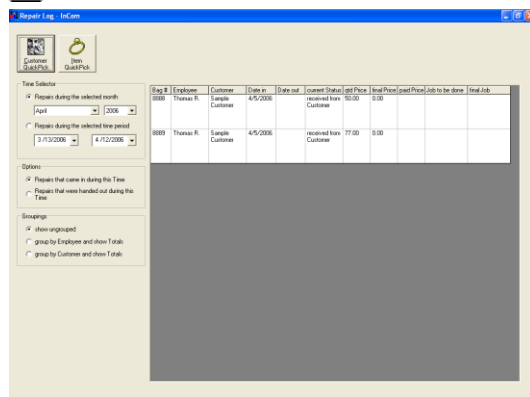 Repair Log - InCom
Customer
QuickPick
Item
QuickPick
Time Selector
Repairs during the selected month
April 2006
Repairs during the selected time period
3/13/2006 4/12/2006
Options
Repairs that came in during this Time
Repairs that were handed out during this
Time
Groupings
show ungrouped
group by Employee and show Totals
group by Customer and show Totals
Bag # Employee Customer Date in Date out current Status qtd Price final Price paid Price Job to be done final Job
8888 Thomas R. Sample 4/5/2006 received from 50.00 0.00
Customer Customer
8889 Thomas R. Sample 4/5/2006 received from 77.00 0.00
Customer Customer